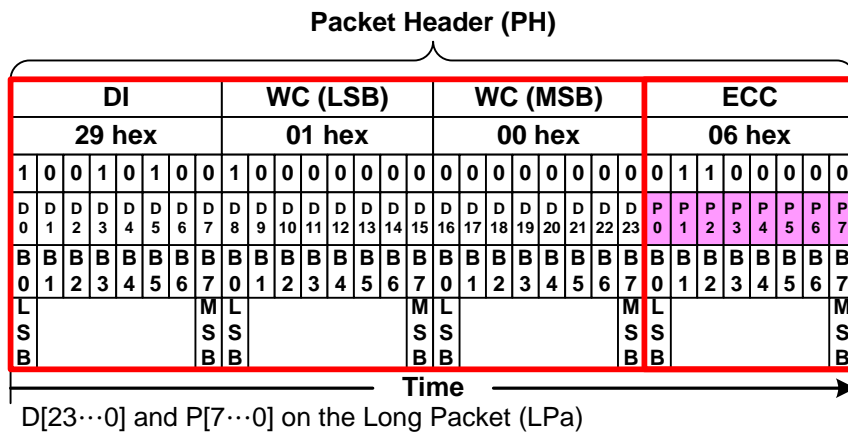 Packet Header (PH)
DI WC (LSB) WC (MSB) ECC
29 hex 01 hex 00 hex 06 hex
1 0 0 1 0 1 0 0 1 0 0 0 0 0 0 0 0 0 0 0 0 0 0 0 0 1 1 0 0 0 0 0
D0 D1 D2 D3 D4 D5 D6 D7 D8 D9 D10 D11 D12 D13 D14 D15 D16 D17 D18 D19 D20 D21 D22 D23 P0 P1 P2 P3 P4 P5 P6 P7
B0 B1 B2 B3 B4 B5 B6 B7 B0 B1 B2 B3 B4 B5 B6 B7 B0 B1 B2 B3 B4 B5 B6 B7 B0 B1 B2 B3 B4 B5 B6 B7
LSB MSB LSB MSB LSB MSB LSB MSB
Time
D[23⋯0] and P[7⋯0] on the Long Packet (LPa)